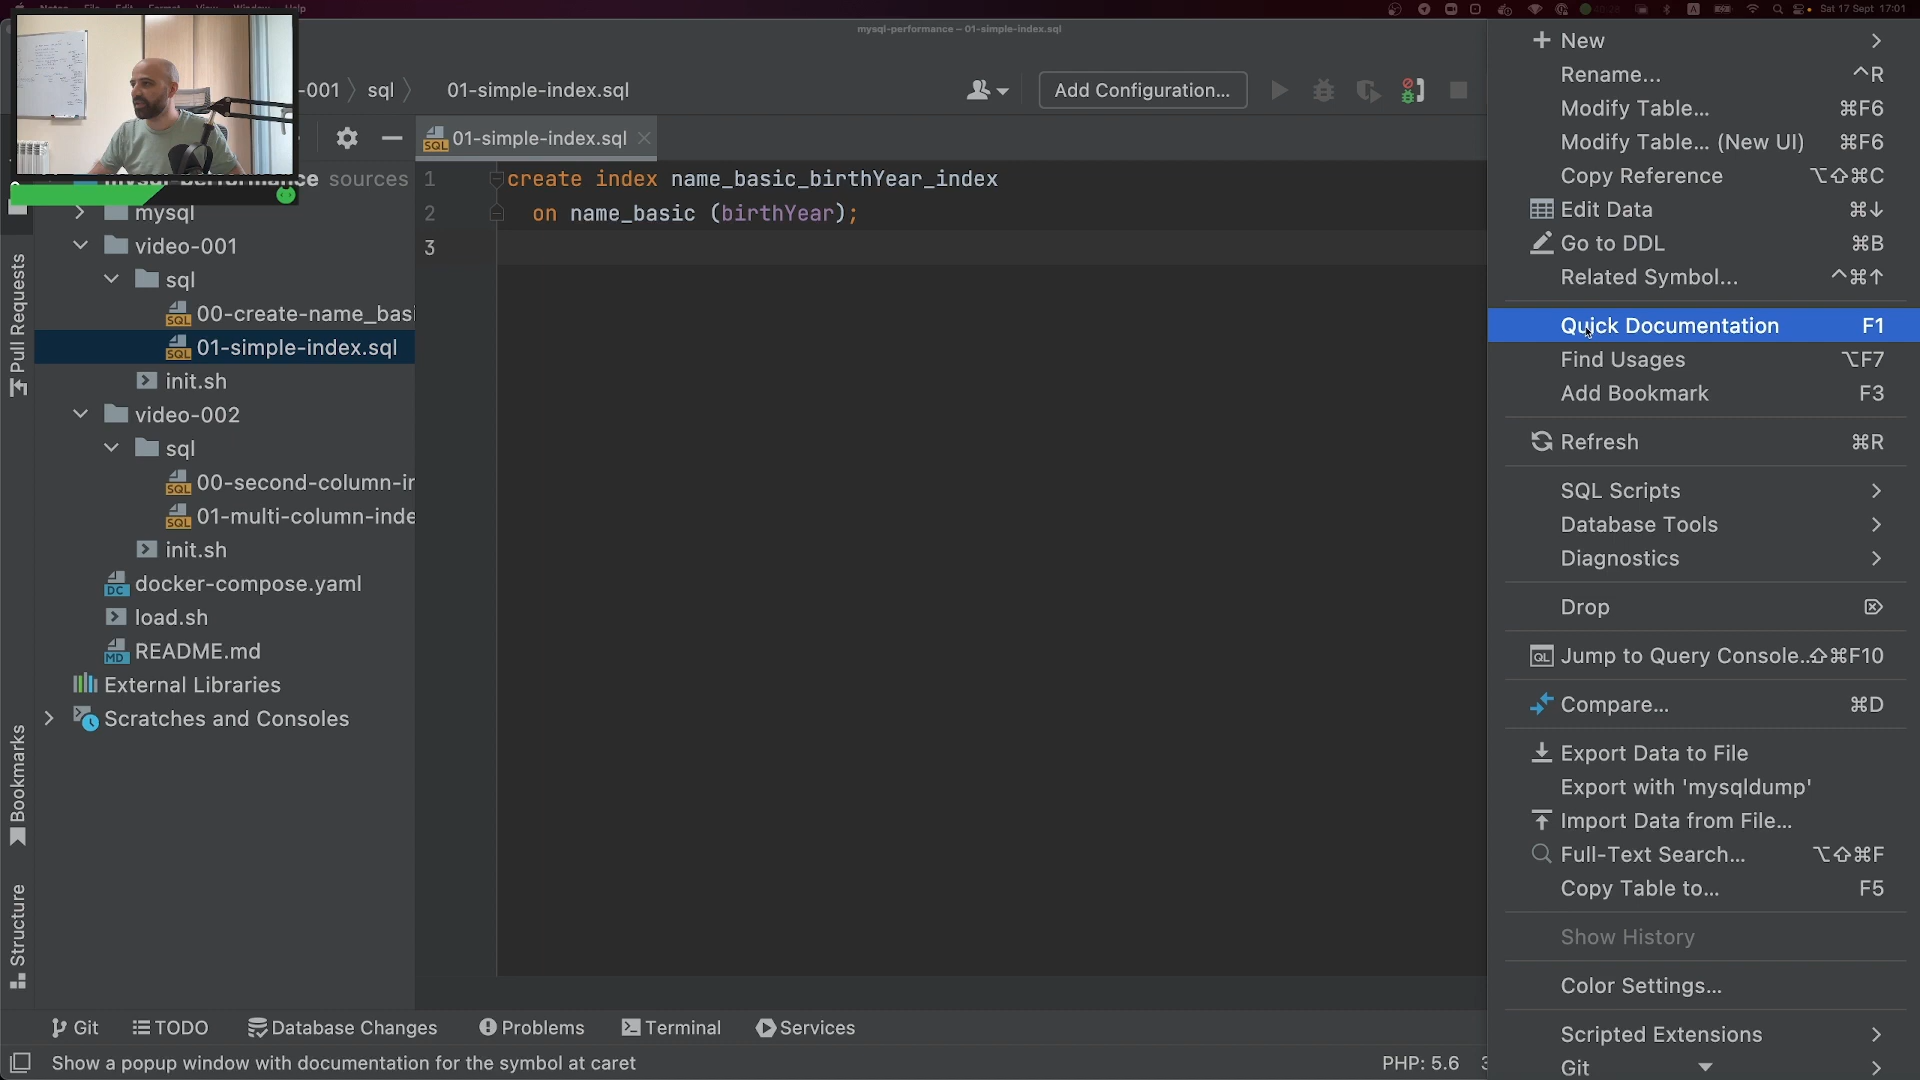 Sat 17 Sept 17:01
mysql-performance – 01-simple-index.sql
-001
sql
01-simple-index.sql
Add Configuration...
01-simple-index.sql
mysql-performance sources
mysql
video-001
sql
00-create-name_basi
01-simple-index.sql
init.sh
video-002
sql
00-second-column-in
01-multi-column-inde
init.sh
docker-compose.yaml
load.sh
README.md
External Libraries
Scratches and Consoles
Pull Requests
Bookmarks
Structure
1 create index name_basic_birthYear_index
2 on name_basic (birthYear);
3
New
Rename... ^R
Modify Table... ⌘F6
Modify Table... (New UI) ⌘F6
Copy Reference ⌥⇧⌘C
Edit Data ⌘↓
Go to DDL ⌘B
Related Symbol... ^⌘↑
Quick Documentation F1
Find Usages ⌥F7
Add Bookmark F3
Refresh ⌘R
SQL Scripts
Database Tools
Diagnostics
Drop ⌦
Jump to Query Console... ⇧⌘F10
Compare... ⌘D
Export Data to File
Export with 'mysqldump'
Import Data from File...
Full-Text Search... ⌥⇧⌘F
Copy Table to... F5
Show History
Color Settings...
Scripted Extensions
Git
Git
TODO
Database Changes
Problems
Terminal
Services
Show a popup window with documentation for the symbol at caret
PHP: 5.6